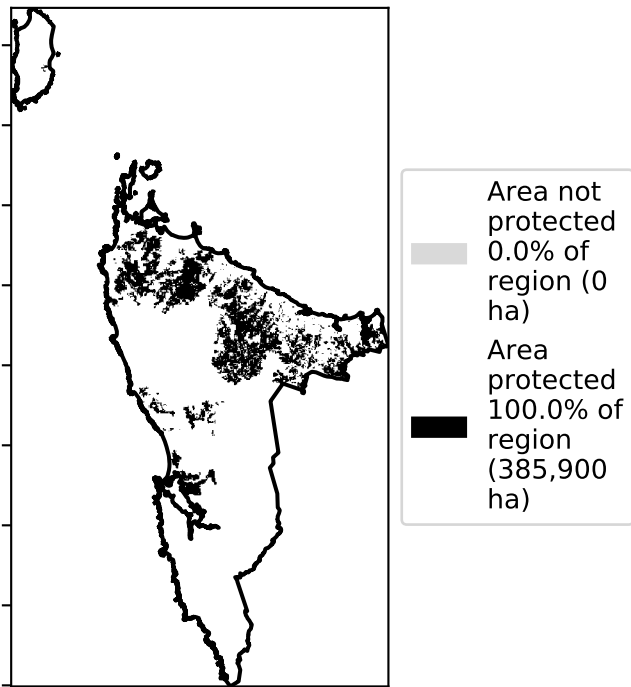 Area not
protected
0.0% of
region (0
ha)
Area
protected
100.0% of
region
(385,900
ha)